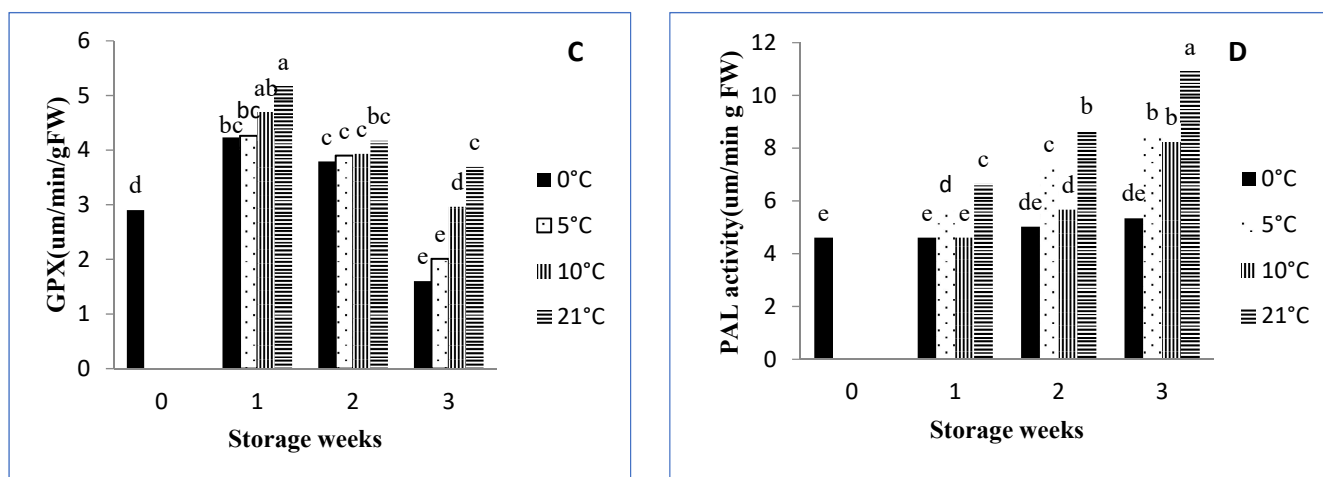 C
GPX(um/min/gFW)
6
5
4
3
2
1
0
d
bc
bc
ab
a
c
c
c
bc
e
e
d
c
0 1 2 3
Storage weeks
0°C
5°C
10°C
21°C
D
PAL activity(um/min g FW)
12
10
8
6
4
2
0
e
e
d
e
c
de
c
d
b
de
b
b
a
0 1 2 3
Storage weeks
0°C
5°C
10°C
21°C